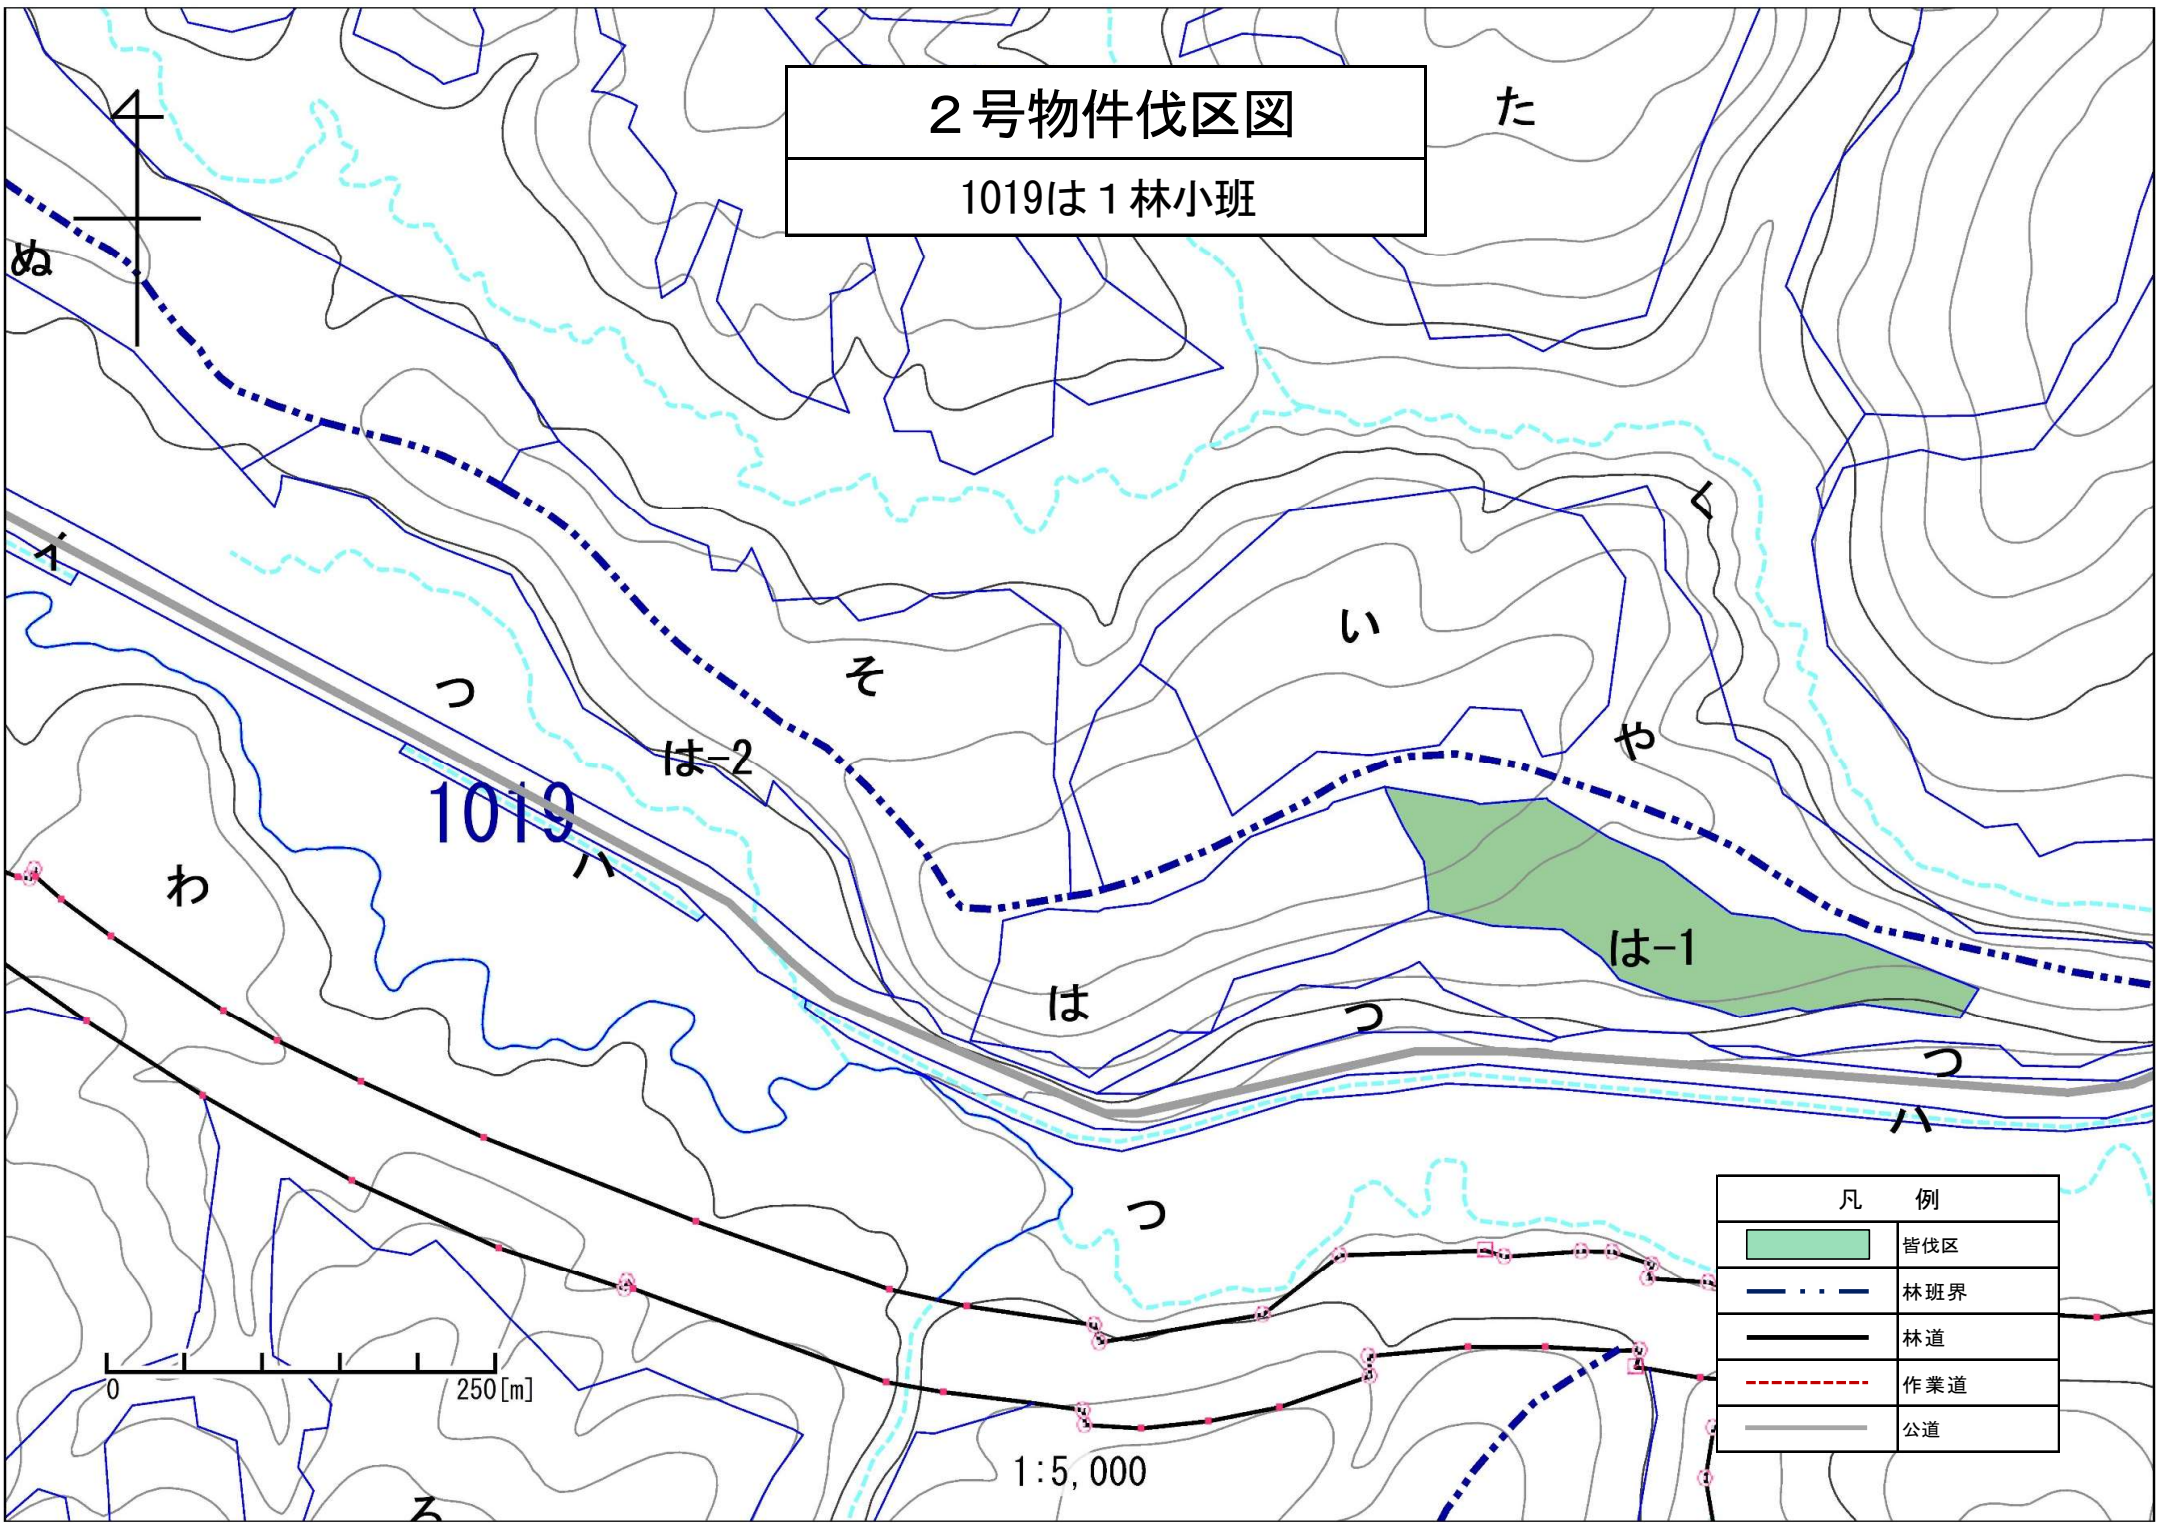 ２号物件伐区図
1019は１林小班
た
ぬ
く
イ
い
そ
つ
や
は-2
1019
ハ
わ
は-1
は
つ
つ
ハ
つ
凡　例
皆伐区
林班界
林道
作業道
公道
0 250[m]
1:5,000
る